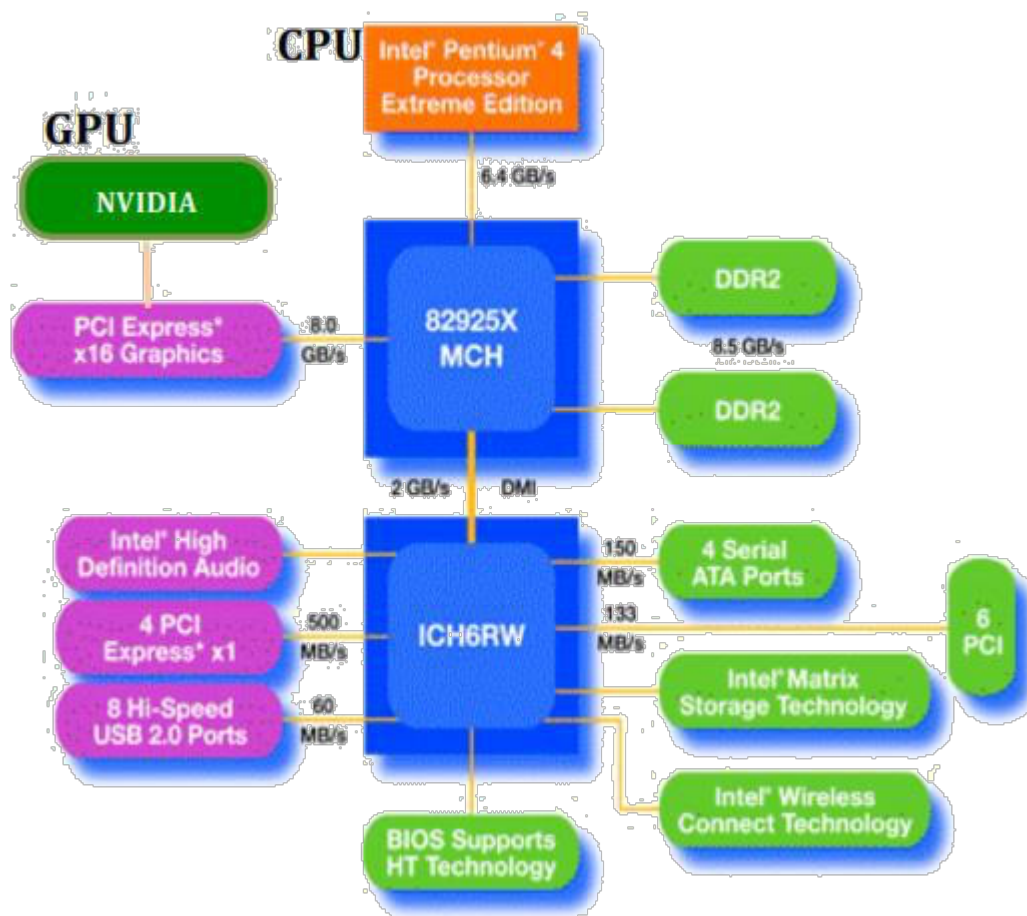 CPU
Intel® Pentium® 4
Processor
Extreme Edition
GPU
NVIDIA
6.4 GB/s
PCI Express*
x16 Graphics
8.0
GB/s
82925X
MCH
DDR2
8.5 GB/s
DDR2
2 GB/s
DMI
Intel® High
Definition Audio
4 PCI
Express* x1
500
MB/s
8 Hi-Speed
USB 2.0 Ports
60
MB/s
ICH6RW
150
MB/s
4 Serial
ATA Ports
133
MB/s
6
PCI
Intel® Matrix
Storage Technology
Intel® Wireless
Connect Technology
BIOS Supports
HT Technology